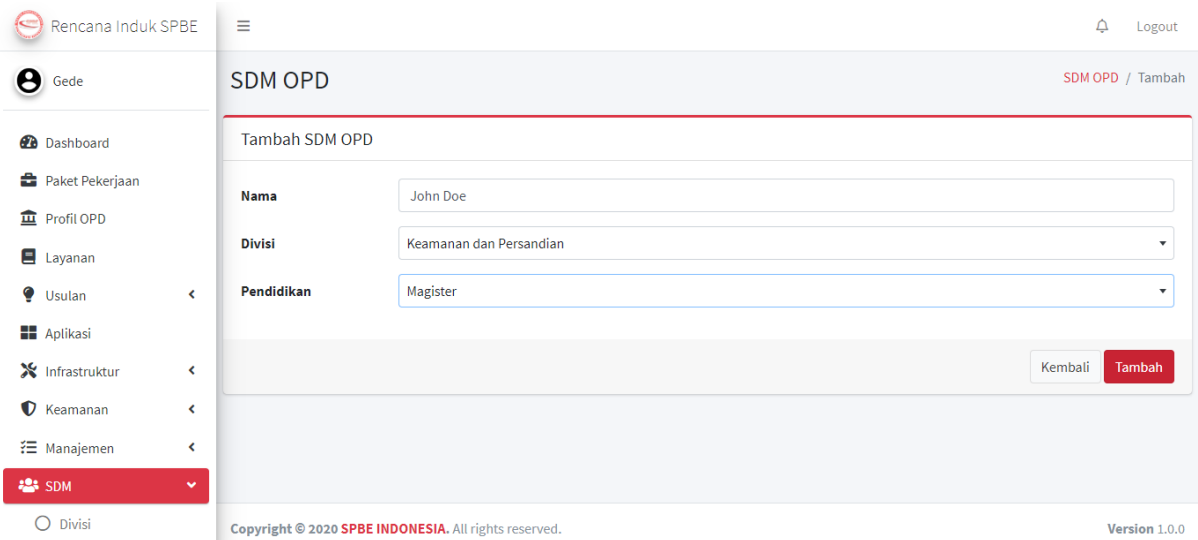 Rencana Induk SPBE
Logout
Gede
SDM OPD
SDM OPD / Tambah
Dashboard
Paket Pekerjaan
Profil OPD
Layanan
Usulan
Aplikasi
Infrastruktur
Keamanan
Manajemen
SDM
Divisi
Tambah SDM OPD
Nama
John Doe
Divisi
Keamanan dan Persandian
Pendidikan
Magister
Kembali
Tambah
Copyright © 2020 SPBE INDONESIA. All rights reserved.
Version 1.0.0